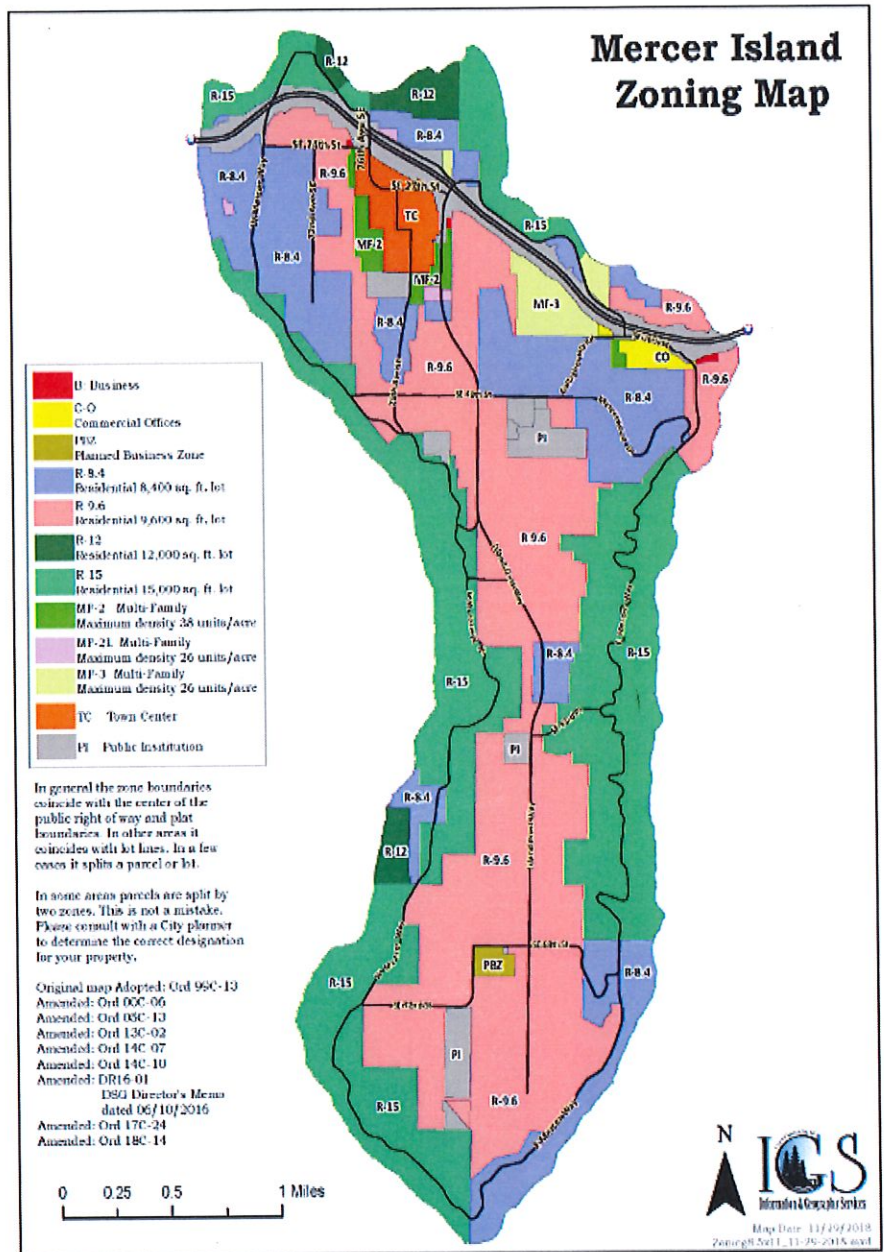 Mercer Island
Zoning Map
R-12
R-15
R-12
R-8.4
R-8.4
R-9.6
TC
R-15
R-8.4
MF-2
MF-2
MF-3
R-9.6
R-8.4
R-9.6
CO
R-9.6
R-8.4
PI
R-9.6
R-8.4
R-15
R-15
PI
R-8.4
R-12
R-9.6
PBZ
R-8.4
R-15
PI
R-15
R-9.6
B Business
C-O
Commercial Offices
PBZ
Planned Business Zone
R-8.4
Residential 8,400 sq. ft. lot
R-9.6
Residential 9,600 sq. ft. lot
R-12
Residential 12,000 sq. ft. lot
R-15
Residential 15,000 sq. ft. lot
MF-2 Multi-Family
Maximum density 38 units/acre
MF-2L Multi-Family
Maximum density 26 units/acre
MF-3 Multi-Family
Maximum density 26 units/acre
TC Town Center
PI Public Insititution
In general the zone boundaries
coincide with the center of the
public right of way and plat
boundaries. In other areas it
coincides with lot lines. In a few
cases it splits a parcel or lot.
In some areas parcels are split by
two zones. This is not a mistake.
Please consult with a City planner
to determine the correct designation
for your property.
Original map Adopted: Ord 99C-13
Amended: Ord 00C-06
Amended: Ord 05C-13
Amended: Ord 13C-02
Amended: Ord 14C-07
Amended: Ord 14C-10
Amended: DR16-01
DSG Director's Memo
dated 06/10/2016
Amended: Ord 17C-24
Amended: Ord 18C-14
0 0.25 0.5 1 Miles
N
IGS
Information & Geographic Services
Map Date: 11/29/2018